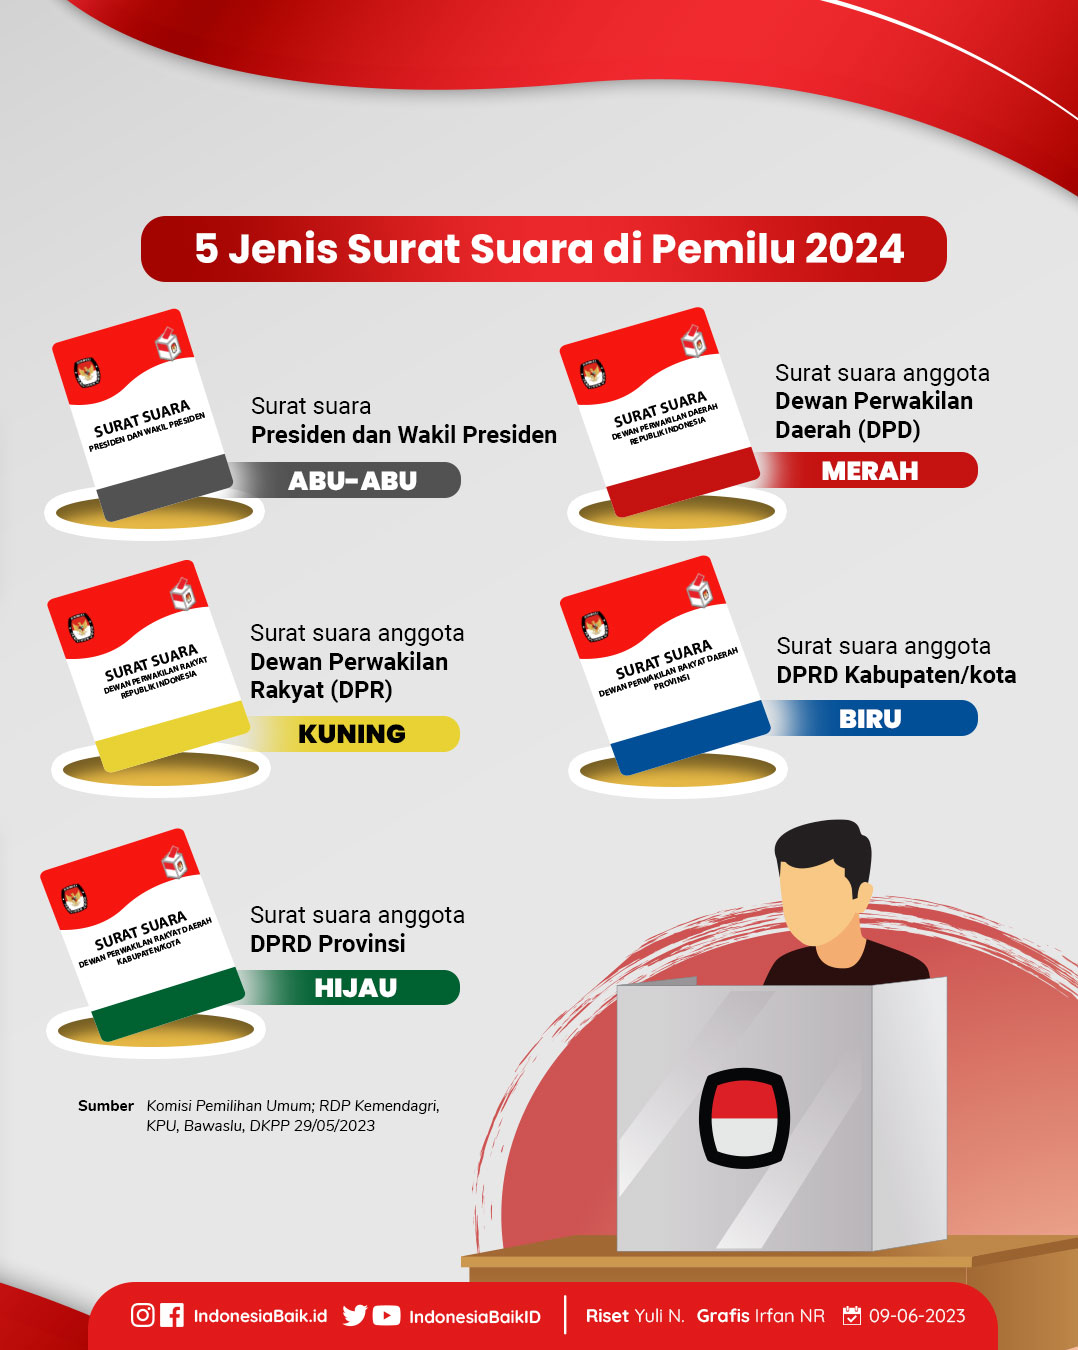 5 Jenis Surat Suara di Pemilu 2024
SURAT SUARA
PRESIDEN DAN WAKIL PRESIDEN
Surat suara
Presiden dan Wakil Presiden
ABU-ABU
SURAT SUARA
DEWAN PERWAKILAN DAERAH
REPUBLIK INDONESIA
Surat suara anggota
Dewan Perwakilan
Daerah (DPD)
MERAH
SURAT SUARA
DEWAN PERWAKILAN RAKYAT
REPUBLIK INDONESIA
Surat suara anggota
Dewan Perwakilan
Rakyat (DPR)
KUNING
SURAT SUARA
DEWAN PERWAKILAN RAKYAT DAERAH
PROVINSI
Surat suara anggota
DPRD Kabupaten/kota
BIRU
SURAT SUARA
DEWAN PERWAKILAN RAKYAT DAERAH
KABUPATEN/KOTA
Surat suara anggota
DPRD Provinsi
HIJAU
Sumber Komisi Pemilihan Umum; RDP Kemendagri,
KPU, Bawaslu, DKPP 29/05/2023
IndonesiaBaik.id IndonesiaBaikID Riset Yuli N. Grafis Irfan NR 09-06-2023